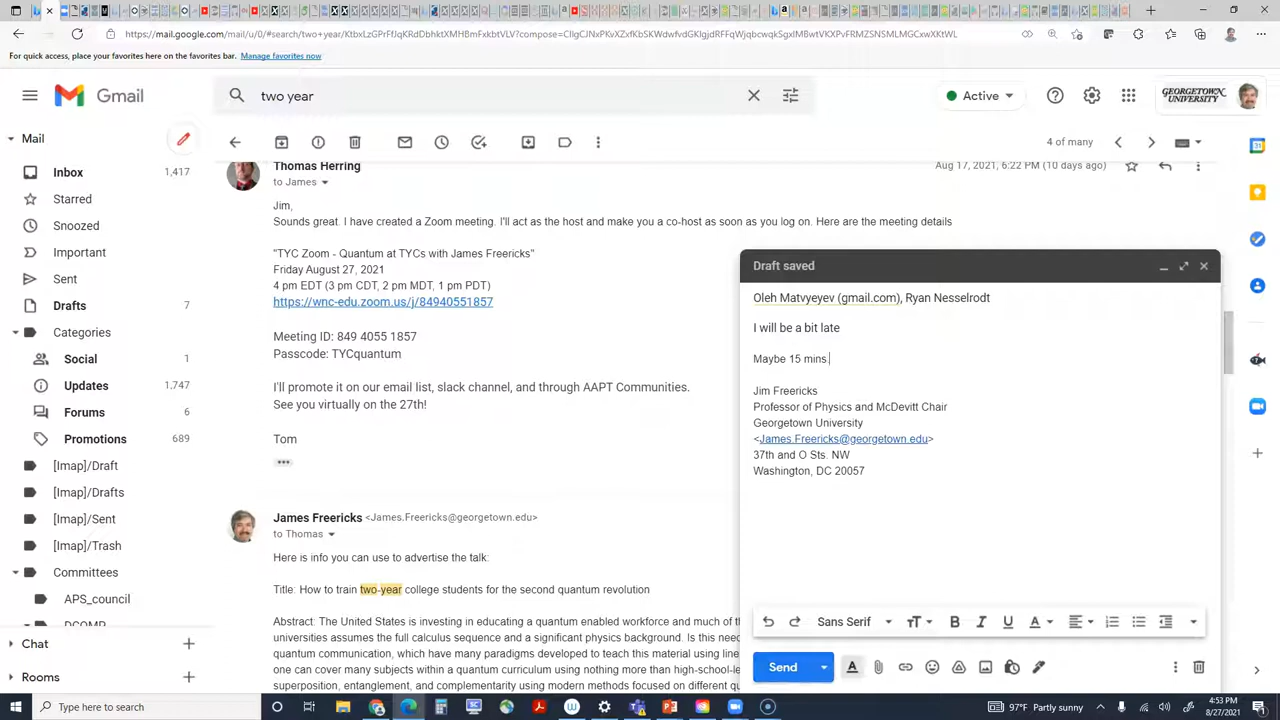 https://mail.google.com/mail/u/0/#search/two+year/
For quick access, place your favorites here on the favorites bar. Manage favorites now
Gmail
two year
Active
GEORGETOWN UNIVERSITY
Mail
4 of many
Inbox 1,417
Starred
Snoozed
Important
Sent
Drafts
Categories
Social 1
Updates 1,747
Forums 6
Promotions 689
[Imap]/Draft
[Imap]/Drafts
[Imap]/Sent
[Imap]/Trash
Committees
APS_council
DCOMP
Chat
Rooms
Thomas Herring
Aug 17, 2021, 6:22 PM (10 days ago)
to James
Jim,
Sounds great. I have created a Zoom meeting. I'll act as the host and make you a co-host as soon as you log on. Here are the meeting details
"TYC Zoom - Quantum at TYCs with James Freericks"
Friday August 27, 2021
4 pm EDT (3 pm CDT, 2 pm MDT, 1 pm PDT)
https://wnc-edu.zoom.us/j/84940551857
Meeting ID: 849 4055 1857
Passcode: TYCquantum
I'll promote it on our email list, slack channel, and through AAPT Communities.
See you virtually on the 27th!
Tom
James Freericks <James.Freericks@georgetown.edu>
to Thomas
Here is info you can use to advertise the talk:
Title: How to train two-year college students for the second quantum revolution
Abstract: The United States is investing in educating a quantum enabled workforce and much of th
universities assumes the full calculus sequence and a significant physics background. Is this nee
quantum communication, which have many paradigms developed to teach this material using line
one can cover many subjects within a quantum curriculum using nothing more than high-school-le
superposition, entanglement, and complementarity using modern methods focused on different qu
Draft saved
Oleh Matvyeyev (gmail.com), Ryan Nesselrodt
I will be a bit late
Maybe 15 mins.
Jim Freericks
Professor of Physics and McDevitt Chair
Georgetown University
<James.Freericks@georgetown.edu>
37th and O Sts. NW
Washington, DC 20057
Sans Serif
Send
Type here to search
97°F Partly sunny
4:53 PM
8/27/2021